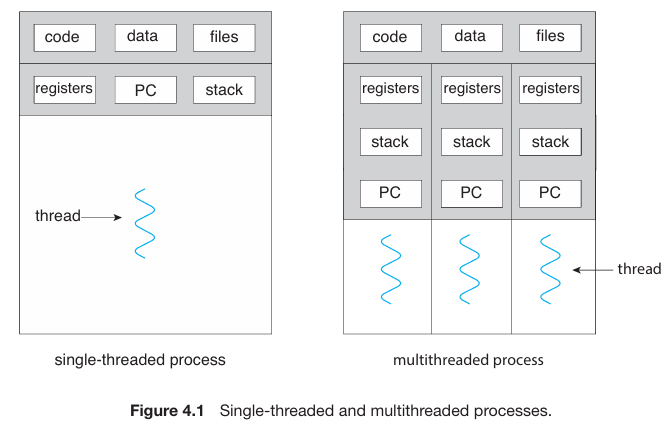 code data files
registers PC stack
thread
single-threaded process
code data files
registers registers registers
stack stack stack
PC PC PC
thread
multithreaded process
Figure 4.1 Single-threaded and multithreaded processes.